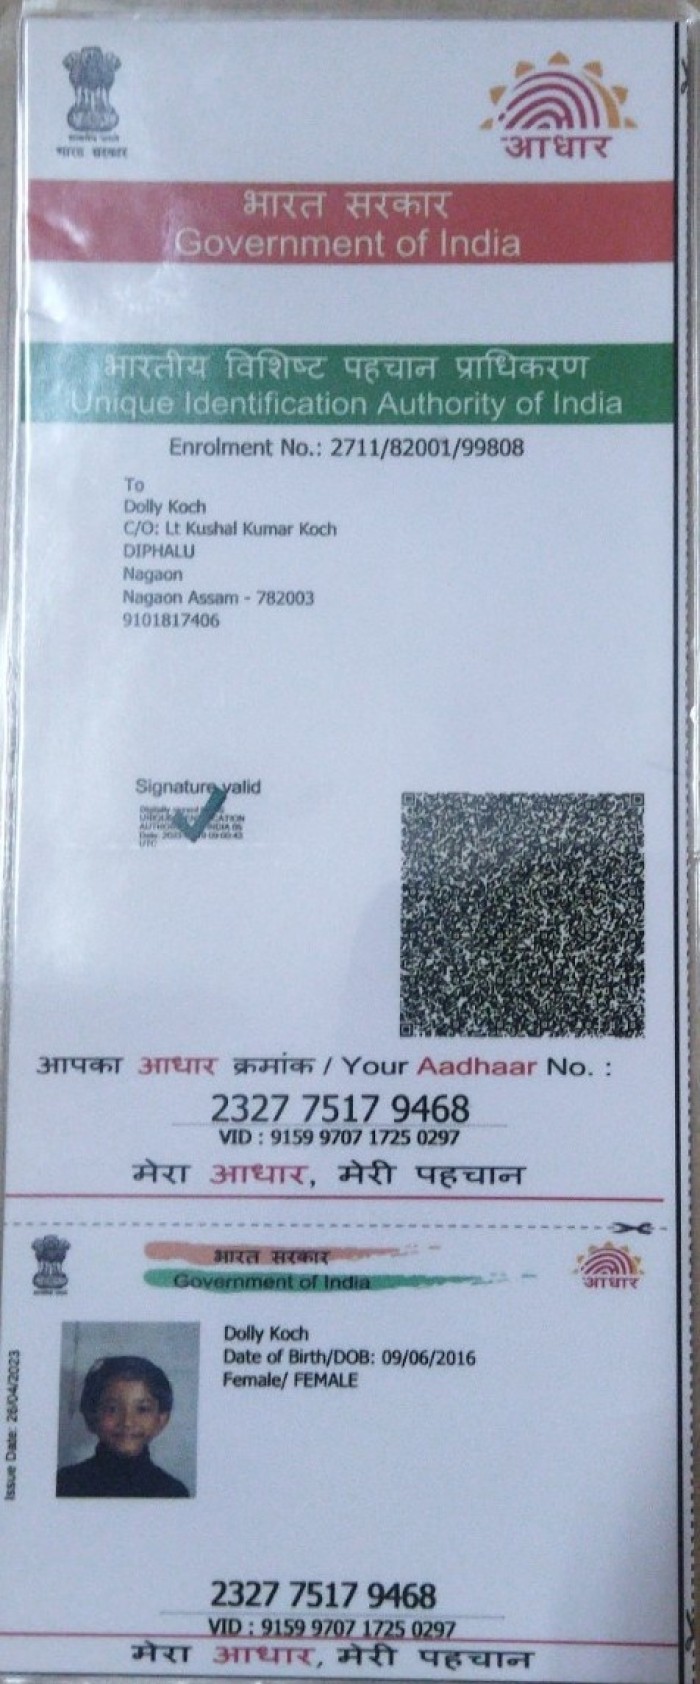 भारत सरकार
आधार
भारत सरकार
Government of India
भारतीय विशिष्ट पहचान प्राधिकरण
Unique Identification Authority of India
Enrolment No.: 2711/82001/99808
To
Dolly Koch
C/O: Lt Kushal Kumar Koch
DIPHALU
Nagaon
Nagaon Assam - 782003
9101817406
Signature valid
आपका आधार क्रमांक / Your Aadhaar No. :
2327 7517 9468
VID : 9159 9707 1725 0297
मेरा आधार, मेरी पहचान
भारत सरकार
Government of India
आधार
Issue Date: 26/04/2023
Dolly Koch
Date of Birth/DOB: 09/06/2016
Female/ FEMALE
2327 7517 9468
VID : 9159 9707 1725 0297
मेरा आधार, मेरी पहचान